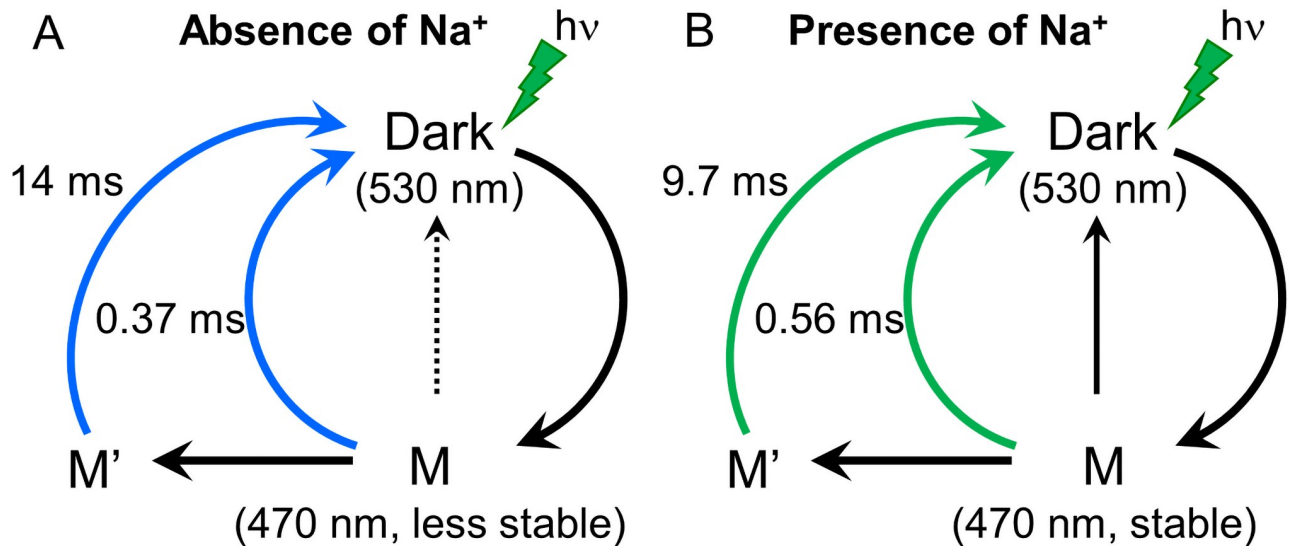 A Absence of Na⁺ hν
Dark
(530 nm)
14 ms
0.37 ms
M’ M
(470 nm, less stable)
B Presence of Na⁺ hν
Dark
(530 nm)
9.7 ms
0.56 ms
M’ M
(470 nm, stable)